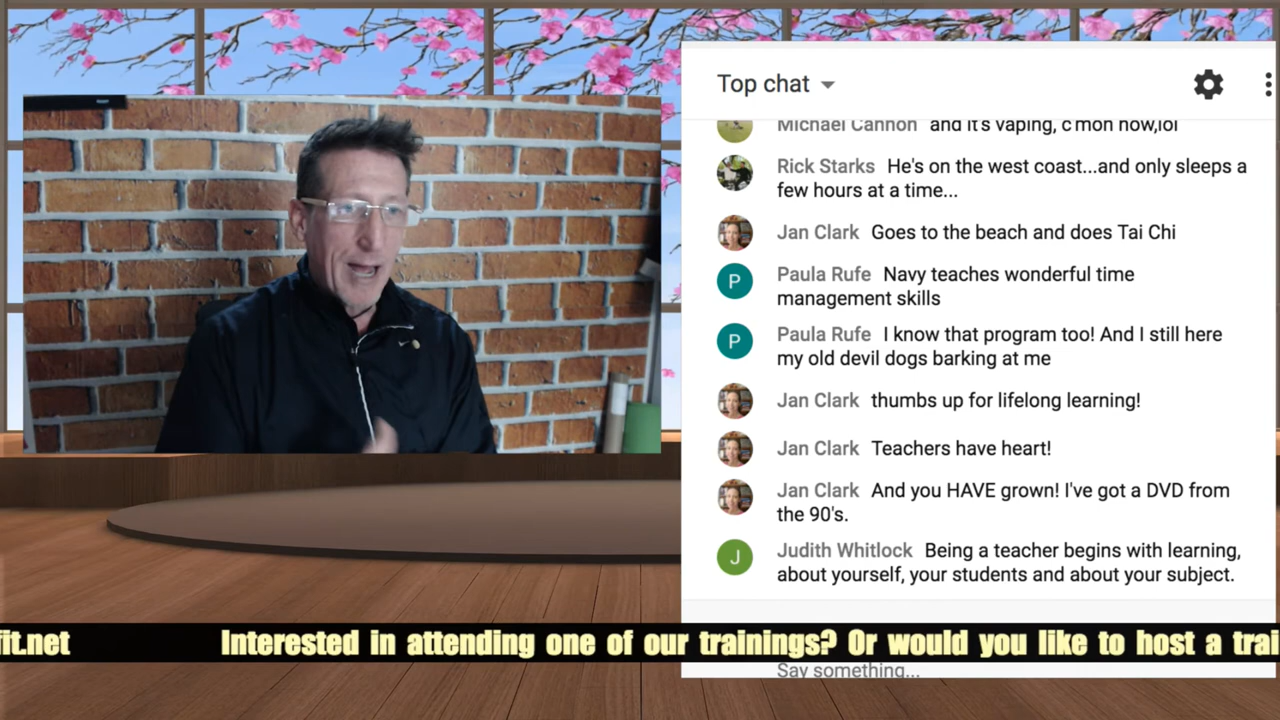 Top chat
Michael Cannon and it's vaping, c'mon now,lol
Rick Starks He's on the west coast...and only sleeps a
few hours at a time...
Jan Clark Goes to the beach and does Tai Chi
P Paula Rufe Navy teaches wonderful time
management skills
P Paula Rufe I know that program too! And I still here
my old devil dogs barking at me
Jan Clark thumbs up for lifelong learning!
Jan Clark Teachers have heart!
Jan Clark And you HAVE grown! I've got a DVD from
the 90's.
J Judith Whitlock Being a teacher begins with learning,
about yourself, your students and about your subject.
fit.net Interested in attending one of our trainings? Or would you like to host a trai
Say something...